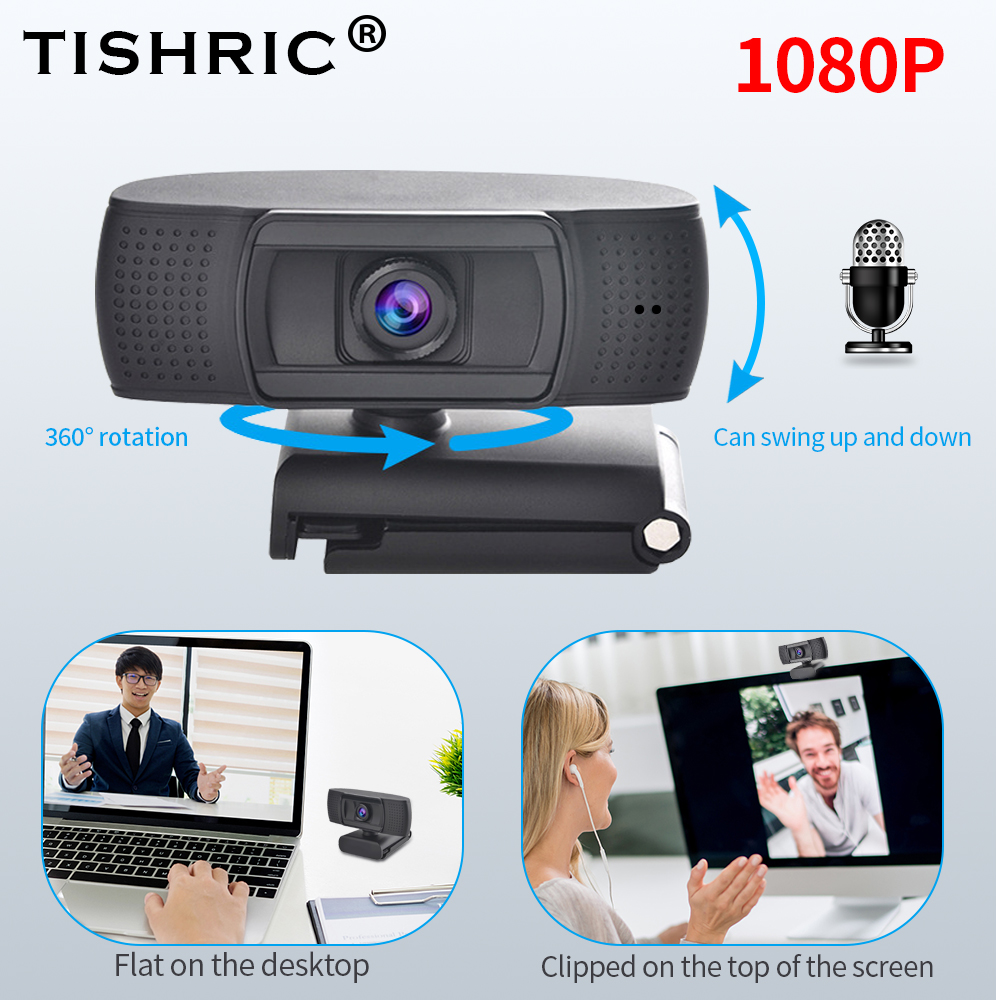 TISHRIC®
1080P
360° rotation
Can swing up and down
Flat on the desktop
Clipped on the top of the screen